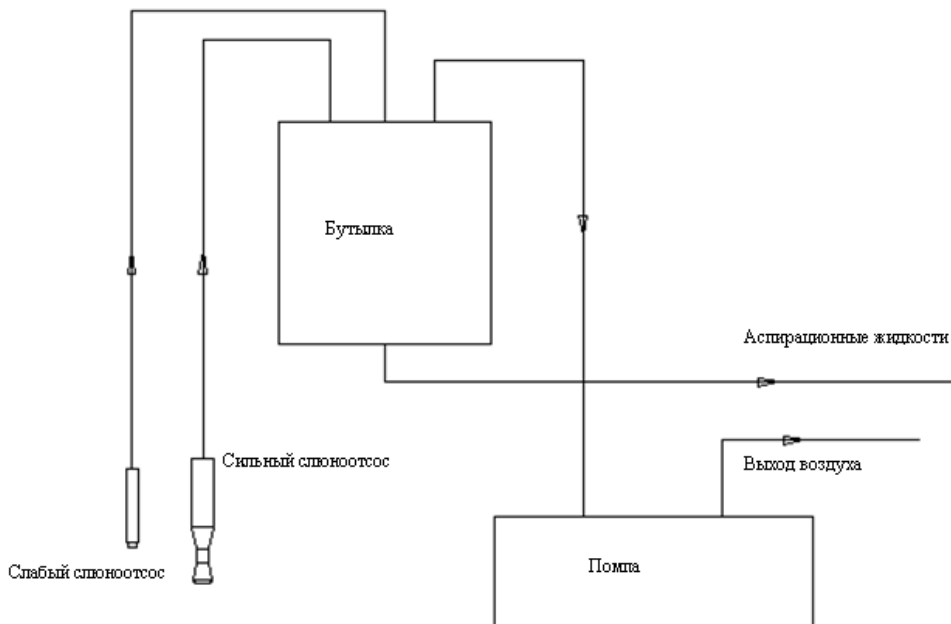 Бутылка
Аспирационные жидкости
Сильный слюноотсос
Выход воздуха
Слабый слюноотсос
Помпа